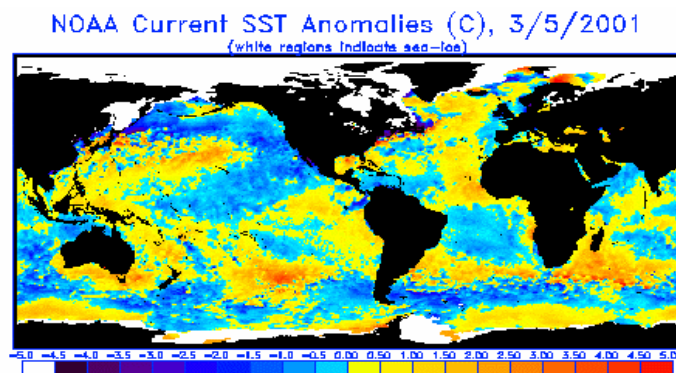 NOAA Current SST Anomalies (C), 3/5/2001
(white regions indicate sea-ice)
-5.0 -4.5 -4.0 -3.5 -3.0 -2.5 -2.0 -1.5 -1.0 -0.5 0.00 0.50 1.00 1.50 2.00 2.50 3.00 3.50 4.00 4.50 5.0